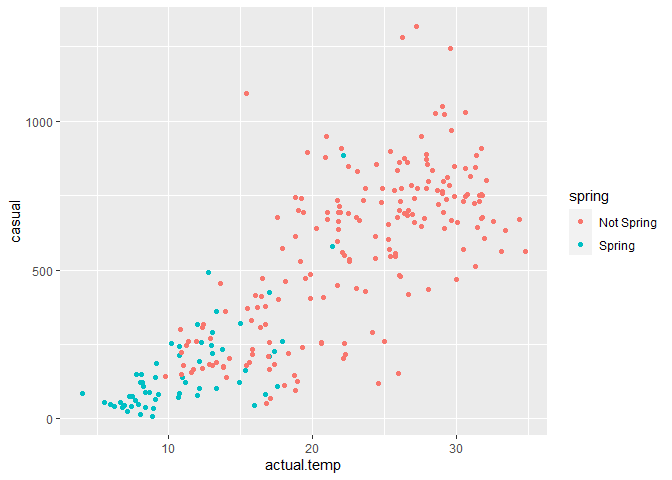 1000
500
0
10 20 30
actual.temp
casual
spring
Not Spring
Spring